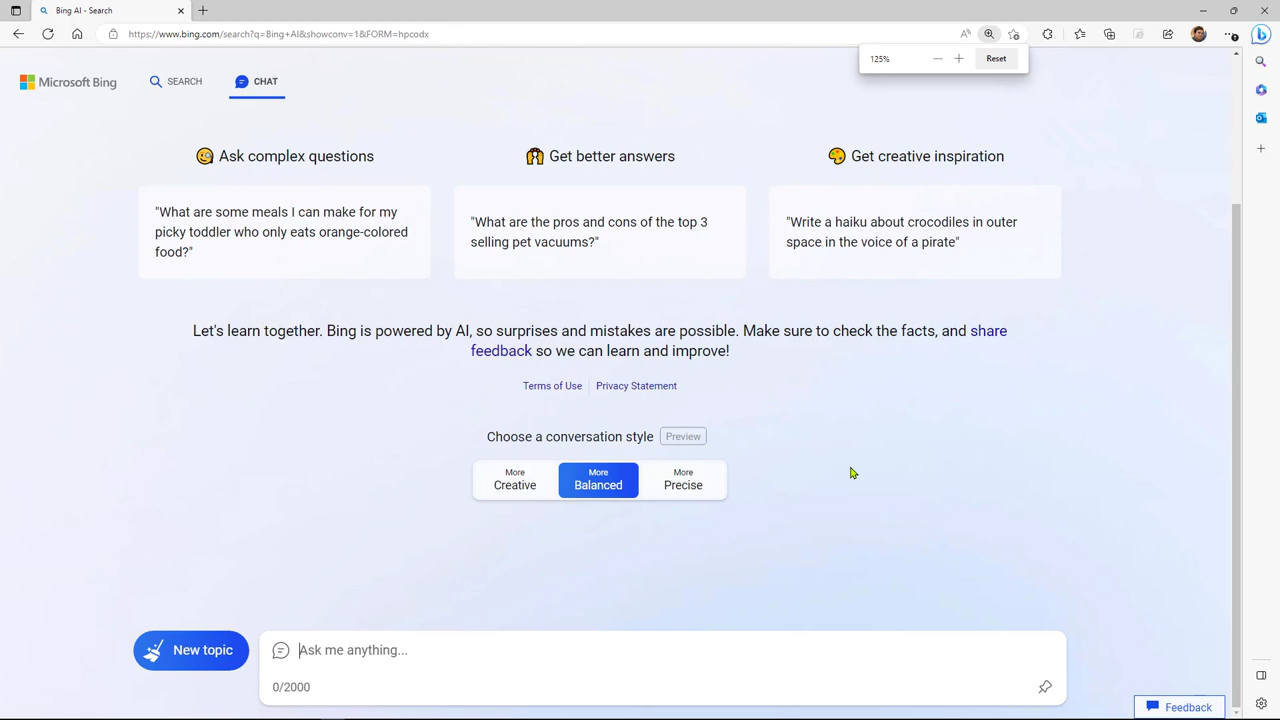 Bing AI - Search
https://www.bing.com/search?q=Bing+AI&showconv=1&FORM=hpcodx
125%
Reset
Microsoft Bing
SEARCH
CHAT
Ask complex questions
Get better answers
Get creative inspiration
"What are some meals I can make for my
picky toddler who only eats orange-colored
food?"
"What are the pros and cons of the top 3
selling pet vacuums?"
"Write a haiku about crocodiles in outer
space in the voice of a pirate"
Let's learn together. Bing is powered by AI, so surprises and mistakes are possible. Make sure to check the facts, and share
feedback so we can learn and improve!
Terms of Use
Privacy Statement
Choose a conversation style
Preview
More
Creative
More
Balanced
More
Precise
New topic
Ask me anything...
0/2000
Feedback